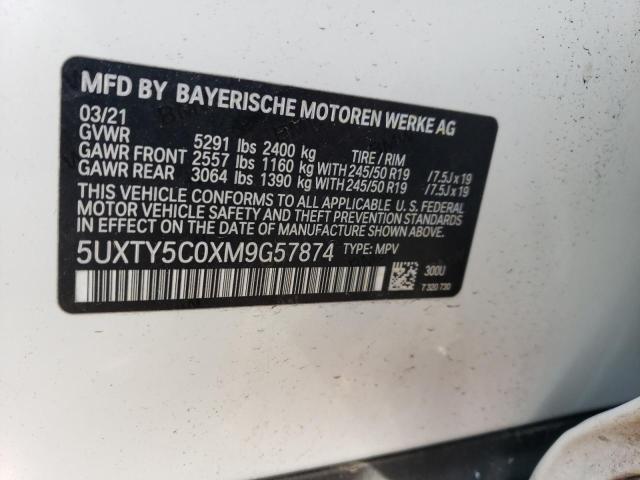 MFD BY BAYERISCHE MOTOREN WERKE AG
03/21
GVWR 5291 lbs 2400 kg TIRE / RIM
GAWR FRONT 2557 lbs 1160 kg WITH 245/50 R19 /7.5J x 19
GAWR REAR 3064 lbs 1390 kg WITH 245/50 R19 /7.5J x 19
THIS VEHICLE CONFORMS TO ALL APPLICABLE U. S. FEDERAL
MOTOR VEHICLE SAFETY AND THEFT PREVENTION STANDARDS
IN EFFECT ON THE DATE OF MANUFACTURE SHOWN ABOVE.
5UXTY5C0XM9G57874 TYPE: MPV
300U
7 320 730